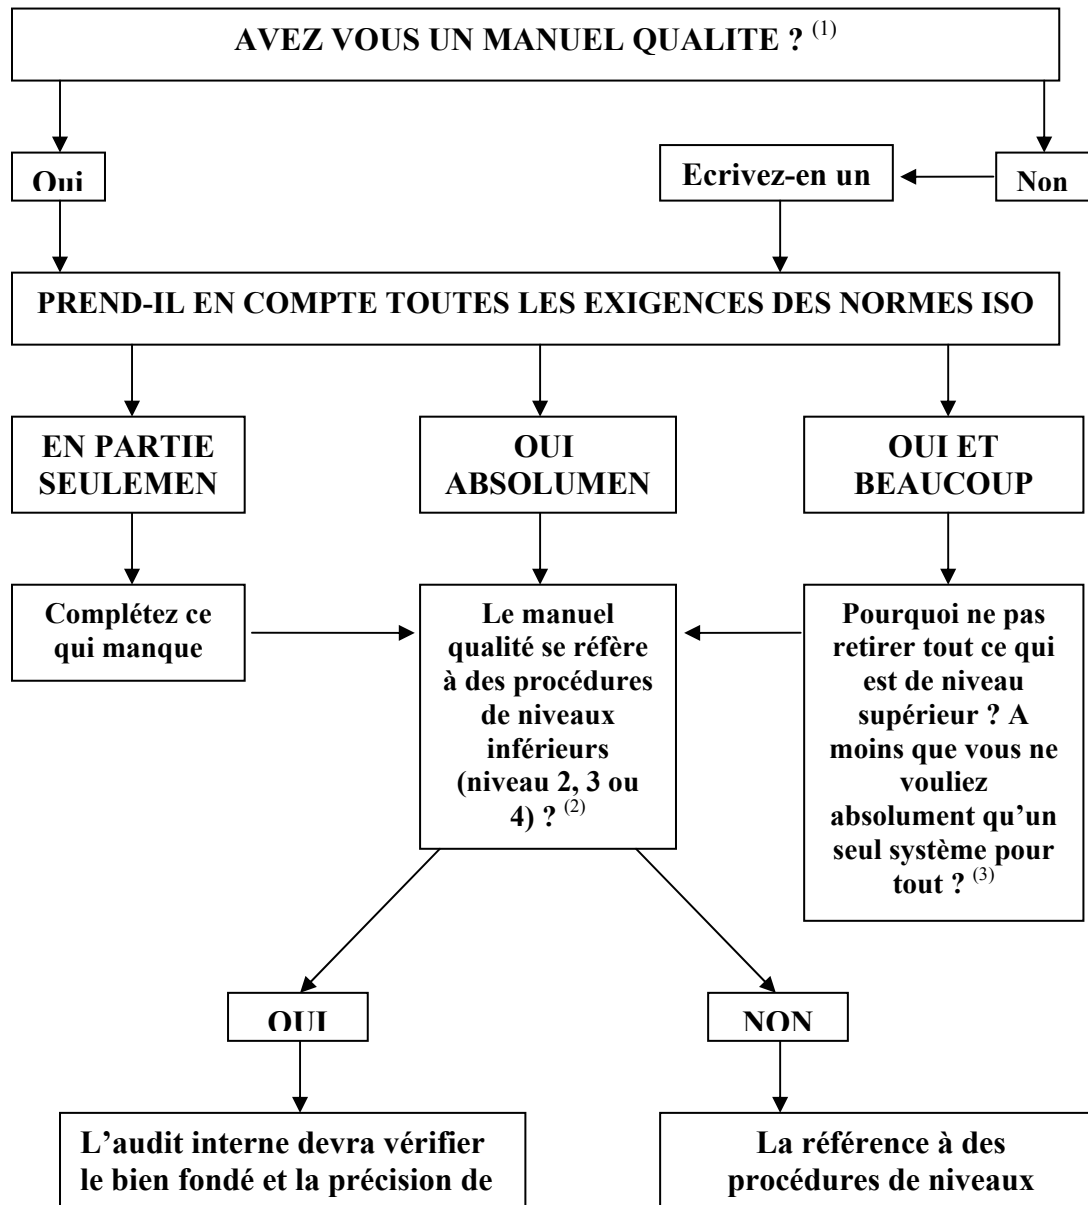 AVEZ VOUS UN MANUEL QUALITE ? (1)
Oui
Ecrivez-en un
Non
PREND-IL EN COMPTE TOUTES LES EXIGENCES DES NORMES ISO
EN PARTIE
SEULEMEN
OUI
ABSOLUMEN
OUI ET
BEAUCOUP
Complétez ce
qui manque
Le manuel
qualité se réfère
à des procédures
de niveaux
inférieurs
(niveau 2, 3 ou
4) ? (2)
Pourquoi ne pas
retirer tout ce qui
est de niveau
supérieur ? A
moins que vous ne
vouliez
absolument qu’un
seul système pour
tout ? (3)
OUI
NON
L’audit interne devra vérifier
le bien fondé et la précision de
La référence à des
procédures de niveaux